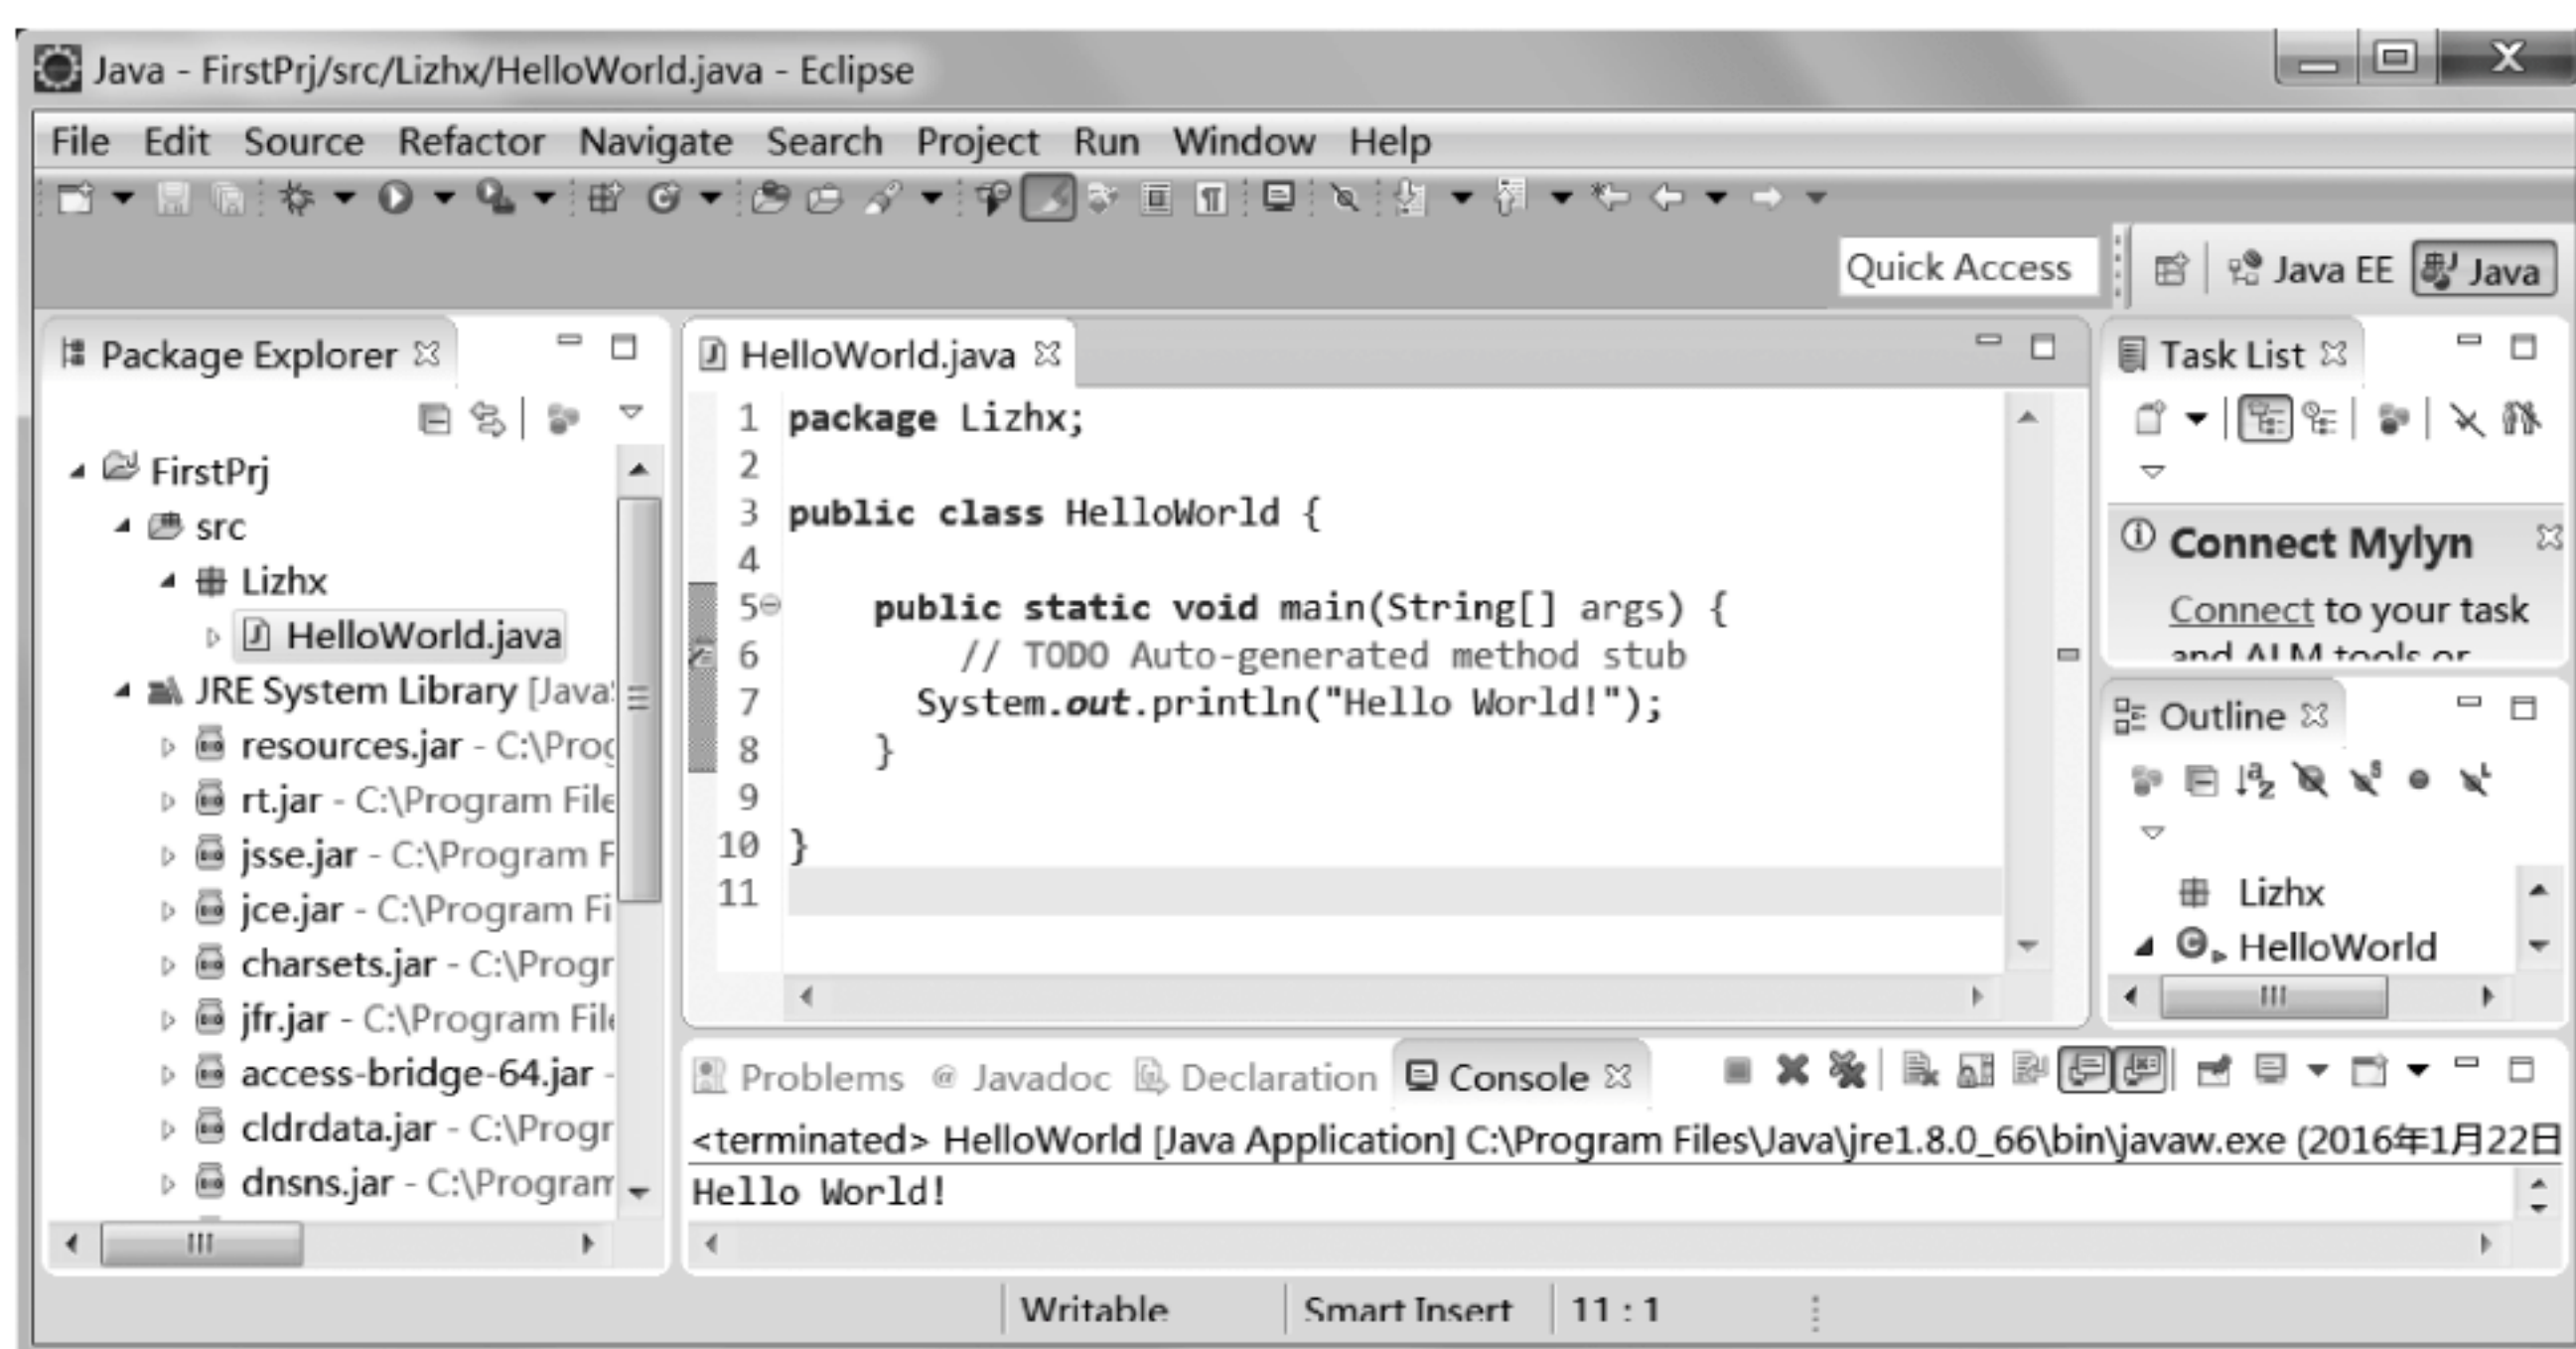 Java - FirstPrj/src/Lizhx/HelloWorld.java - Eclipse
File Edit Source Refactor Navigate Search Project Run Window Help
Quick Access
Java EE
Java
Package Explorer
FirstPrj
src
Lizhx
HelloWorld.java
JRE System Library [Java
resources.jar - C:\Prog
rt.jar - C:\Program File
jsse.jar - C:\Program F
jce.jar - C:\Program Fi
charsets.jar - C:\Progr
jfr.jar - C:\Program File
access-bridge-64.jar -
cldrdata.jar - C:\Progr
dnsns.jar - C:\Program
HelloWorld.java
1 package Lizhx;
2
3 public class HelloWorld {
4
5 public static void main(String[] args) {
6 // TODO Auto-generated method stub
7 System.out.println("Hello World!");
8 }
9
10 }
11
Task List
Connect Mylyn
Connect to your task
and ALM tools or
Outline
Lizhx
HelloWorld
Problems @ Javadoc Declaration Console
<terminated> HelloWorld [Java Application] C:\Program Files\Java\jre1.8.0_66\bin\javaw.exe (2016年1月22日
Hello World!
Writable Smart Insert 11 : 1